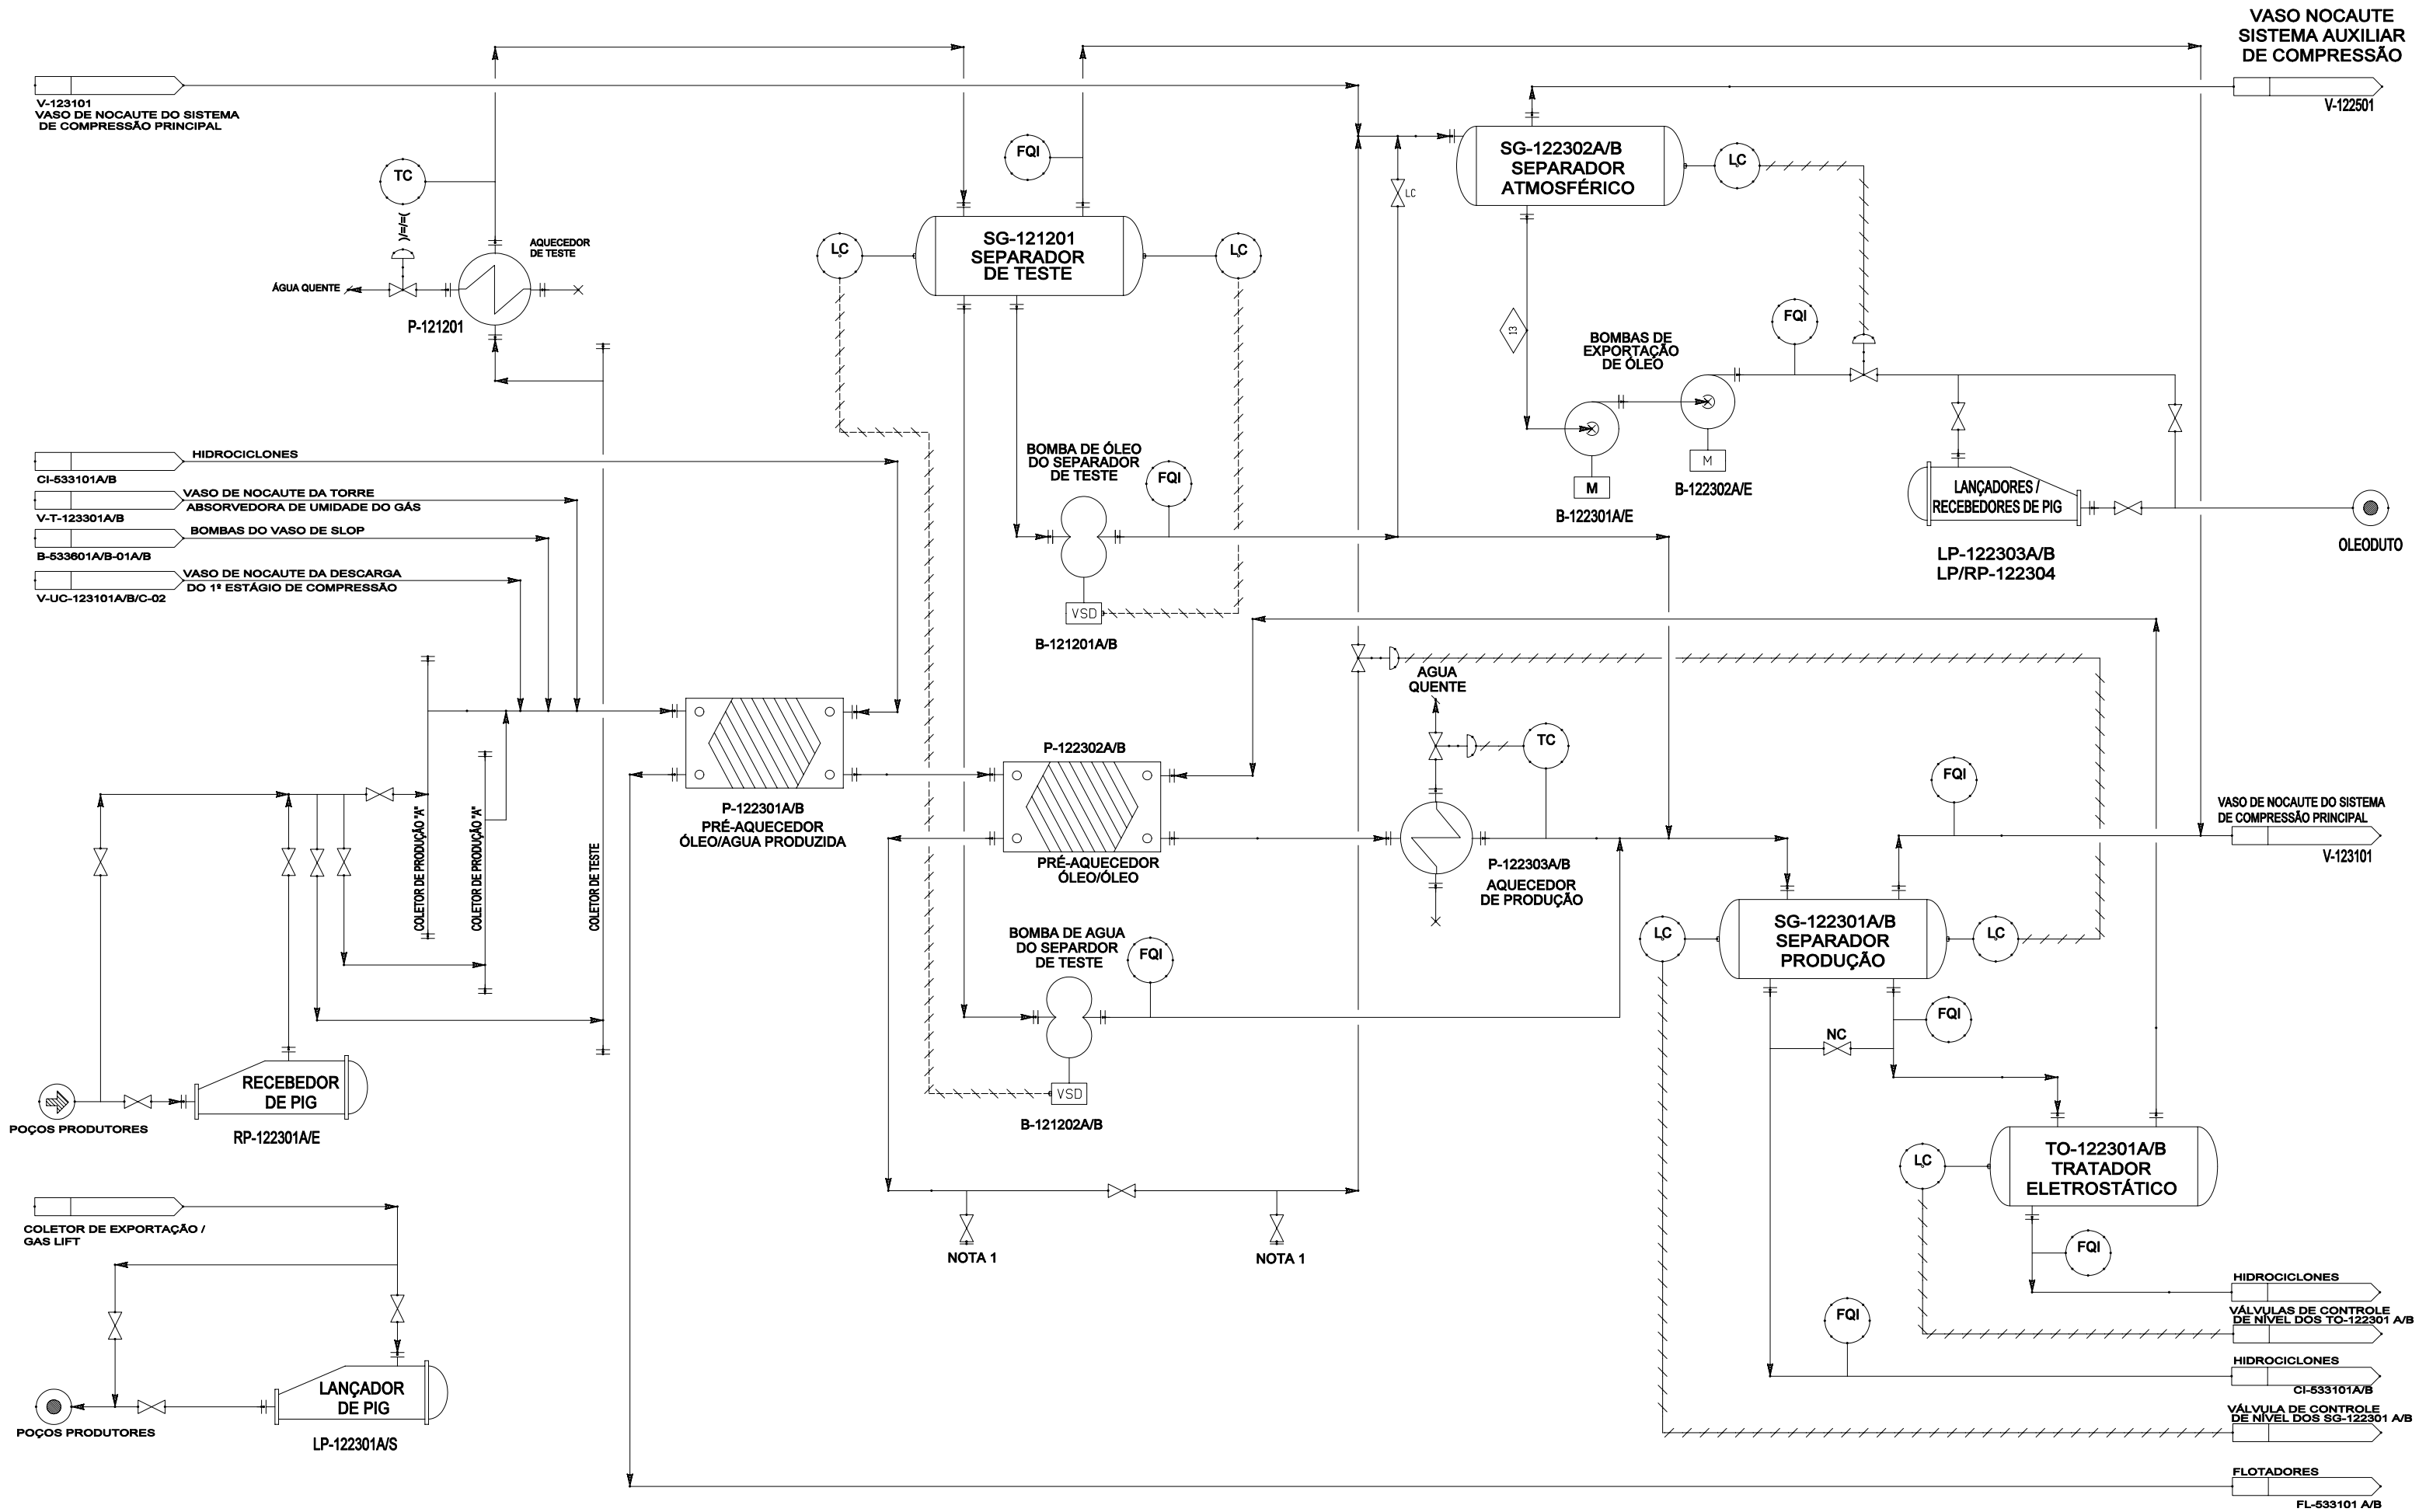 VASO NOCAUTE
SISTEMA AUXILIAR
DE COMPRESSÃO
V-122501
V-123101
VASO DE NOCAUTE DO SISTEMA
DE COMPRESSÃO PRINCIPAL
TC
AQUECEDOR
DE TESTE
ÁGUA QUENTE
P-121201
FQI
LC
SG-121201
SEPARADOR
DE TESTE
LC
LC
SG-122302A/B
SEPARADOR
ATMOSFÉRICO
LC
13
BOMBAS DE
EXPORTAÇÃO
DE ÓLEO
FQI
M
B-122301A/E
M
B-122302A/E
LANÇADORES /
RECEBEDORES DE PIG
LP-122303A/B
LP/RP-122304
OLEODUTO
HIDROCICLONES
CI-533101A/B
VASO DE NOCAUTE DA TORRE
ABSORVEDORA DE UMIDADE DO GÁS
V-T-123301A/B
BOMBAS DO VASO DE SLOP
B-533601A/B-01A/B
VASO DE NOCAUTE DA DESCARGA
DO 1º ESTÁGIO DE COMPRESSÃO
V-UC-123101A/B/C-02
BOMBA DE ÓLEO
DO SEPARADOR
DE TESTE
FQI
VSD
B-121201A/B
COLETOR DE PRODUÇÃO "A"
COLETOR DE PRODUÇÃO "A"
COLETOR DE TESTE
P-122301A/B
PRÉ-AQUECEDOR
ÓLEO/AGUA PRODUZIDA
P-122302A/B
PRÉ-AQUECEDOR
ÓLEO/ÓLEO
AGUA
QUENTE
TC
P-122303A/B
AQUECEDOR
DE PRODUÇÃO
FQI
VASO DE NOCAUTE DO SISTEMA
DE COMPRESSÃO PRINCIPAL
V-123101
BOMBA DE AGUA
DO SEPARDOR
DE TESTE
FQI
VSD
B-121202A/B
LC
SG-122301A/B
SEPARADOR
PRODUÇÃO
LC
FQI
NC
RECEBEDOR
DE PIG
POÇOS PRODUTORES
RP-122301A/E
LC
TO-122301A/B
TRATADOR
ELETROSTÁTICO
FQI
COLETOR DE EXPORTAÇÃO /
GAS LIFT
NOTA 1
NOTA 1
HIDROCICLONES
VÁLVULAS DE CONTROLE
DE NÍVEL DOS TO-122301 A/B
FQI
HIDROCICLONES
CI-533101A/B
VÁLVULA DE CONTROLE
DE NÍVEL DOS SG-122301 A/B
LANÇADOR
DE PIG
POÇOS PRODUTORES
LP-122301A/S
FLOTADORES
FL-533101 A/B